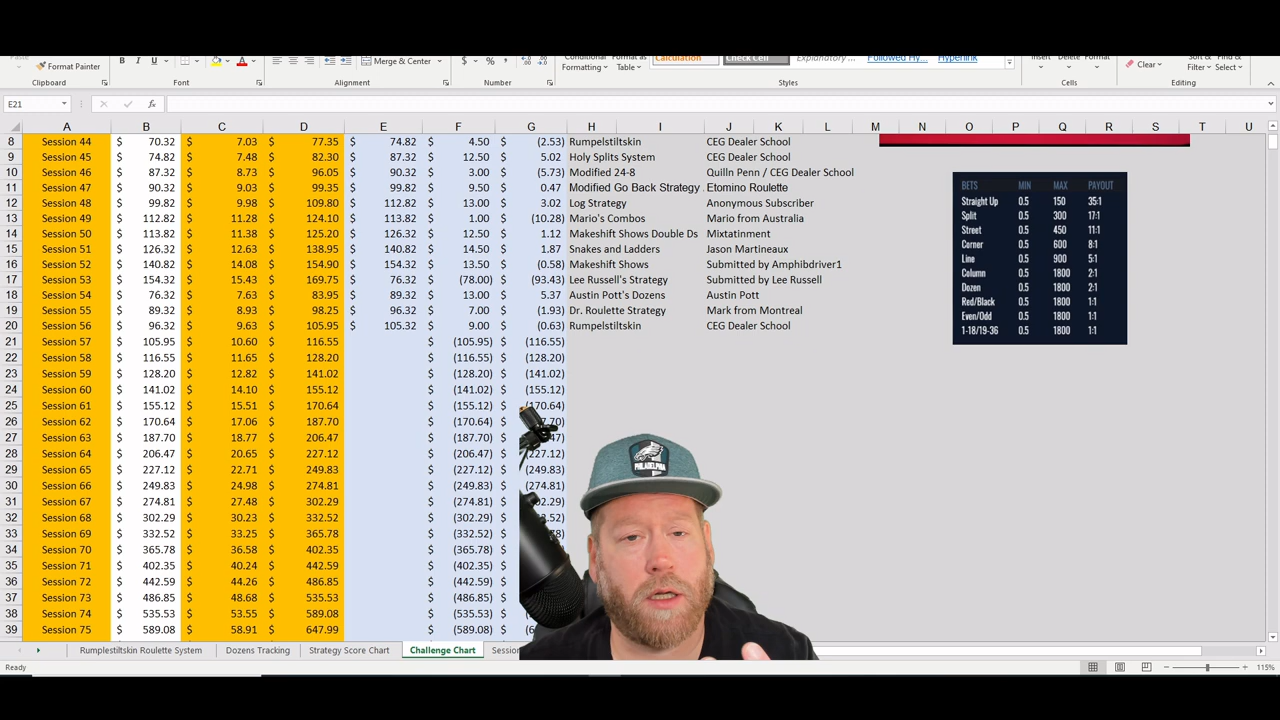 Format Painter
B I U
A
Merge & Center
$ % ,
Conditional Formatting
Format as Table
Calculation
Check Cell
Explanatory ...
Followed Hy...
Hyperlink
Insert
Delete
Format
Clear
Sort & Filter
Find & Select
Clipboard
Font
Alignment
Number
Styles
Cells
Editing
E21
fx
A B C D E F G H I J K L M N O P Q R S T U
8 Session 44 $ 70.32 $ 7.03 $ 77.35 $ 74.82 $ 4.50 $ (2.53) Rumpelstiltskin CEG Dealer School
9 Session 45 $ 74.82 $ 7.48 $ 82.30 $ 87.32 $ 12.50 $ 5.02 Holy Splits System CEG Dealer School
10 Session 46 $ 87.32 $ 8.73 $ 96.05 $ 90.32 $ 3.00 $ (5.73) Modified 24-8 Quilln Penn / CEG Dealer School
11 Session 47 $ 90.32 $ 9.03 $ 99.35 $ 99.82 $ 9.50 $ 0.47 Modified Go Back Strategy Etomino Roulette
12 Session 48 $ 99.82 $ 9.98 $ 109.80 $ 112.82 $ 13.00 $ 3.02 Log Strategy Anonymous Subscriber
13 Session 49 $ 112.82 $ 11.28 $ 124.10 $ 113.82 $ 1.00 $ (10.28) Mario's Combos Mario from Australia
14 Session 50 $ 113.82 $ 11.38 $ 125.20 $ 126.32 $ 12.50 $ 1.12 Makeshift Shows Double Ds Mixtatinment
15 Session 51 $ 126.32 $ 12.63 $ 138.95 $ 140.82 $ 14.50 $ 1.87 Snakes and Ladders Jason Martineaux
16 Session 52 $ 140.82 $ 14.08 $ 154.90 $ 154.32 $ 13.50 $ (0.58) Makeshift Shows Submitted by Amphibdriver1
17 Session 53 $ 154.32 $ 15.43 $ 169.75 $ 76.32 $ (78.00) $ (93.43) Lee Russell's Strategy Submitted by Lee Russell
18 Session 54 $ 76.32 $ 7.63 $ 83.95 $ 89.32 $ 13.00 $ 5.37 Austin Pott's Dozens Austin Pott
19 Session 55 $ 89.32 $ 8.93 $ 98.25 $ 96.32 $ 7.00 $ (1.93) Dr. Roulette Strategy Mark from Montreal
20 Session 56 $ 96.32 $ 9.63 $ 105.95 $ 105.32 $ 9.00 $ (0.63) Rumpelstiltskin CEG Dealer School
21 Session 57 $ 105.95 $ 10.60 $ 116.55 $ (105.95) $ (116.55)
22 Session 58 $ 116.55 $ 11.65 $ 128.20 $ (116.55) $ (128.20)
23 Session 59 $ 128.20 $ 12.82 $ 141.02 $ (128.20) $ (141.02)
24 Session 60 $ 141.02 $ 14.10 $ 155.12 $ (141.02) $ (155.12)
25 Session 61 $ 155.12 $ 15.51 $ 170.64 $ (155.12) $ (170.64)
26 Session 62 $ 170.64 $ 17.06 $ 187.70 $ (170.64) $
27 Session 63 $ 187.70 $ 18.77 $ 206.47 $ (187.70) $
28 Session 64 $ 206.47 $ 20.65 $ 227.12 $ (206.47) $ 227.12)
29 Session 65 $ 227.12 $ 22.71 $ 249.83 $ (227.12) $ (249.83)
30 Session 66 $ 249.83 $ 24.98 $ 274.81 $ (249.83) $ (274.81)
31 Session 67 $ 274.81 $ 27.48 $ 302.29 $ (274.81) $
32 Session 68 $ 302.29 $ 30.23 $ 332.52 $ (302.29) $
33 Session 69 $ 332.52 $ 33.25 $ 365.78 $ (332.52) $
34 Session 70 $ 365.78 $ 36.58 $ 402.35 $ (365.78) $
35 Session 71 $ 402.35 $ 40.24 $ 442.59 $ (402.35) $
36 Session 72 $ 442.59 $ 44.26 $ 486.85 $ (442.59) $
37 Session 73 $ 486.85 $ 48.68 $ 535.53 $ (486.85) $
38 Session 74 $ 535.53 $ 53.55 $ 589.08 $ (535.53) $
39 Session 75 $ 589.08 $ 58.91 $ 647.99 $ (589.08) $
BETS MIN MAX PAYOUT
Straight Up 0.5 150 35:1
Split 0.5 300 17:1
Street 0.5 450 11:1
Corner 0.5 600 8:1
Line 0.5 900 5:1
Column 0.5 1800 2:1
Dozen 0.5 1800 2:1
Red/Black 0.5 1800 1:1
Even/Odd 0.5 1800 1:1
1-18/19-36 0.5 1800 1:1
PHILADELPHIA
Rumplestiltskin Roulette System
Dozens Tracking
Strategy Score Chart
Challenge Chart
Session
Ready
115%